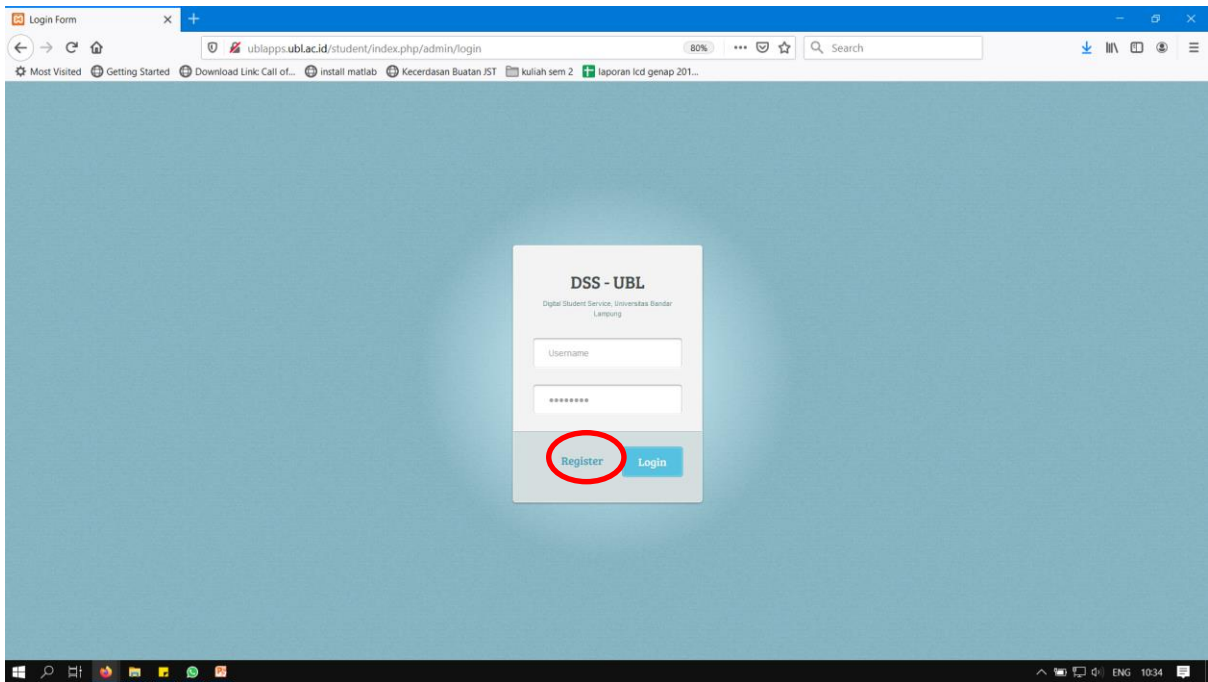 Login Form
ublapps.ubl.ac.id/student/index.php/admin/login
80%
Search
Most Visited Getting Started Download Link: Call of... install matlab Kecerdasan Buatan JST kuliah sem 2 laporan lcd genap 201...
DSS - UBL
Digital Student Service, Universitas Bandar
Lampung
Username
Register Login
ENG 10:34